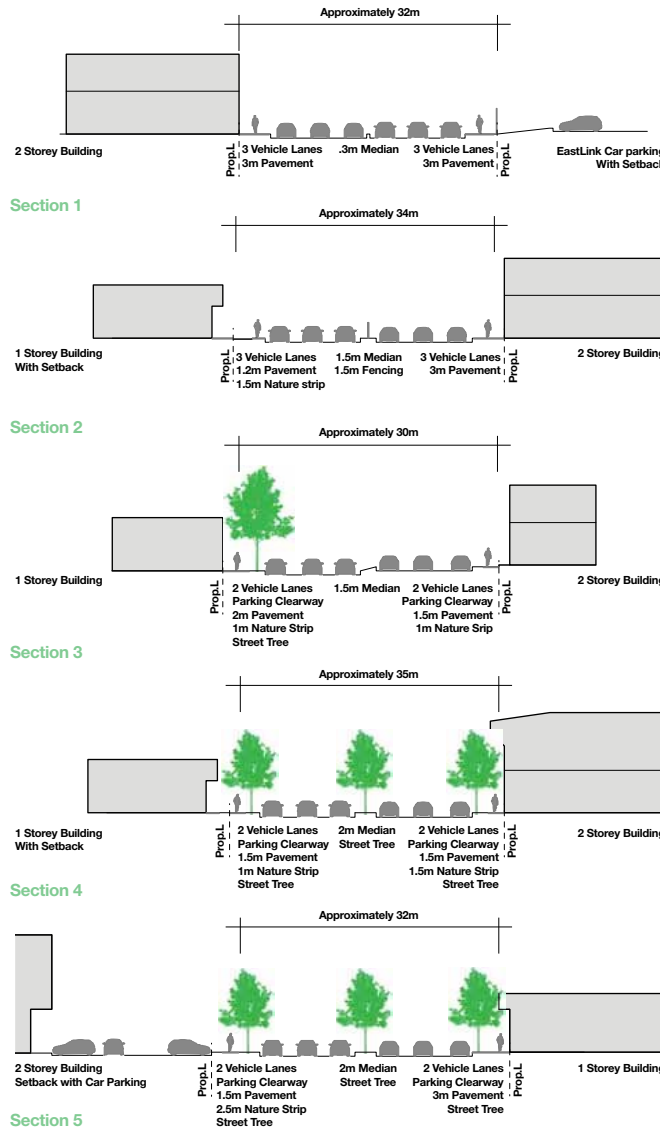 Approximately 32m
2 Storey Building
Prop.L
3 Vehicle Lanes
3m Pavement
.3m Median
3 Vehicle Lanes
3m Pavement
Prop.L
EastLink Car parking
With Setback
Section 1
Approximately 34m
1 Storey Building
With Setback
Prop.L
3 Vehicle Lanes
1.2m Pavement
1.5m Nature strip
1.5m Median
1.5m Fencing
3 Vehicle Lanes
3m Pavement
Prop.L
2 Storey Building
Section 2
Approximately 30m
1 Storey Building
Prop.L
2 Vehicle Lanes
Parking Clearway
2m Pavement
1m Nature Strip
Street Tree
1.5m Median
2 Vehicle Lanes
Parking Clearway
1.5m Pavement
1m Nature Srip
Prop.L
2 Storey Building
Section 3
Approximately 35m
1 Storey Building
With Setback
Prop.L
2 Vehicle Lanes
Parking Clearway
1.5m Pavement
1m Nature Strip
Street Tree
2m Median
Street Tree
2 Vehicle Lanes
Parking Clearway
1.5m Pavement
1.5m Nature Strip
Street Tree
Prop.L
2 Storey Building
Section 4
Approximately 32m
2 Storey Building
Setback with Car Parking
Prop.L
2 Vehicle Lanes
Parking Clearway
1.5m Pavement
2.5m Nature Strip
Street Tree
2m Median
Street Tree
2 Vehicle Lanes
Parking Clearway
3m Pavement
Street Tree
Prop.L
1 Storey Building
Section 5